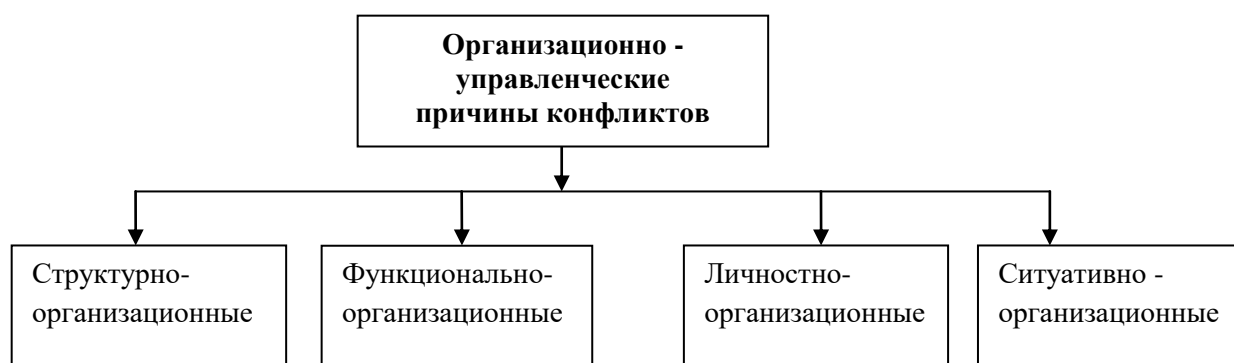 Организационно -
управленческие
причины конфликтов
Структурно-
организационные
Функционально-
организационные
Личностно-
организационные
Ситуативно -
организационные